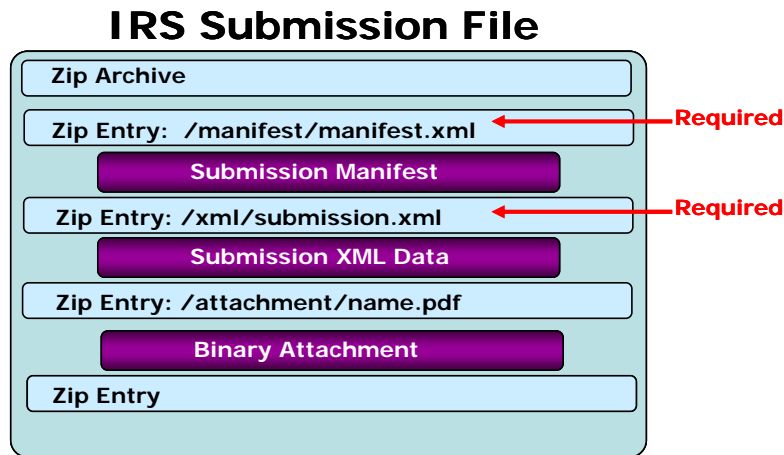 IRS Submission File
Zip Archive
Zip Entry: /manifest/manifest.xml
Required
Submission Manifest
Zip Entry: /xml/submission.xml
Required
Submission XML Data
Zip Entry: /attachment/name.pdf
Binary Attachment
Zip Entry